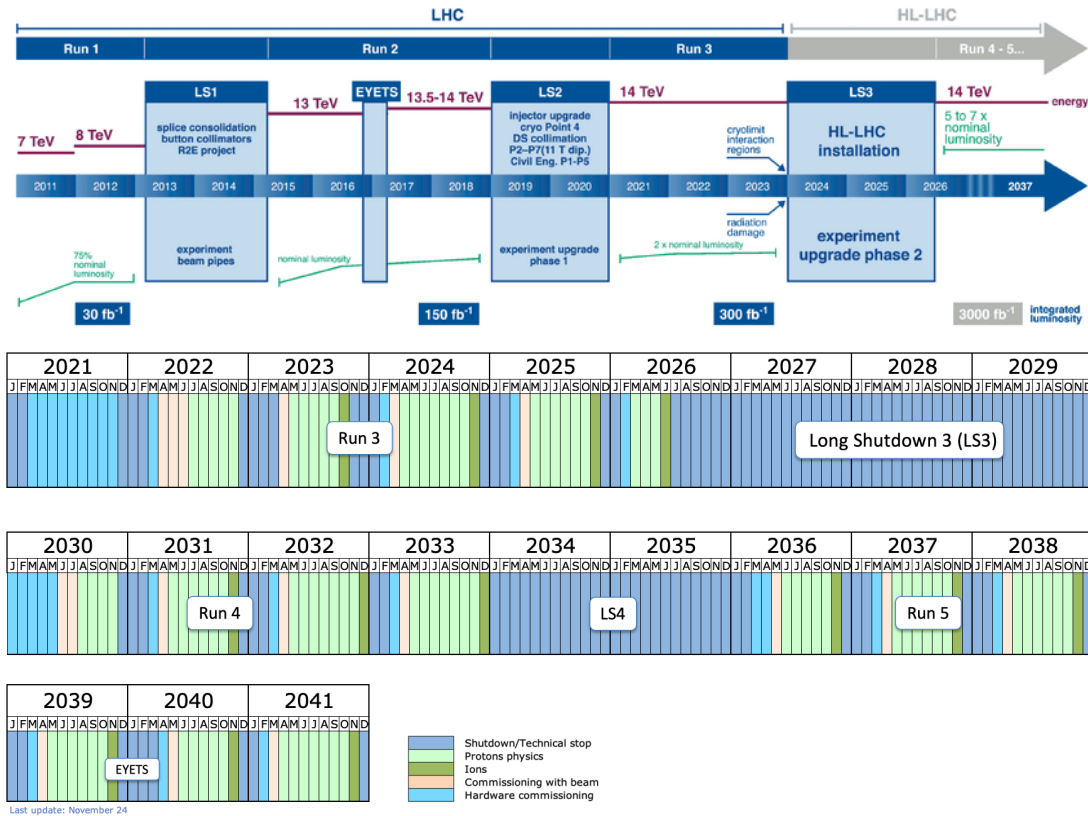 LHC
HL-LHC
Run 1
Run 2
Run 3
Run 4 - 5...
LS1
EYETS
LS2
LS3
splice consolidation
button collimators
R2E project
injector upgrade
cryo Point 4
DS collimation
P2–P7(11 T dip.)
Civil Eng. P1-P5
HL-LHC
installation
7 TeV
8 TeV
13 TeV
13.5-14 TeV
14 TeV
14 TeV
energy
cryolimit
interaction
regions
5 to 7 x
nominal
luminosity
2011 2012 2013 2014 2015 2016 2017 2018 2019 2020 2021 2022 2023 2024 2025 2026 2037
75%
nominal
luminosity
experiment
beam pipes
nominal luminosity
experiment upgrade
phase 1
2 x nominal luminosity
radiation
damage
experiment
upgrade phase 2
30 fb-1
150 fb-1
300 fb-1
3000 fb-1
integrated
luminosity
2021 2022 2023 2024 2025 2026 2027 2028 2029
J F M A M J J A S O N D J F M A M J J A S O N D J F M A M J J A S O N D J F M A M J J A S O N D J F M A M J J A S O N D J F M A M J J A S O N D J F M A M J J A S O N D J F M A M J J A S O N D J F M A M J J A S O N D
Run 3
Long Shutdown 3 (LS3)
2030 2031 2032 2033 2034 2035 2036 2037 2038
J F M A M J J A S O N D J F M A M J J A S O N D J F M A M J J A S O N D J F M A M J J A S O N D J F M A M J J A S O N D J F M A M J J A S O N D J F M A M J J A S O N D J F M A M J J A S O N D J F M A M J J A S O N D
Run 4
LS4
Run 5
2039 2040 2041
J F M A M J J A S O N D J F M A M J J A S O N D J F M A M J J A S O N D
EYETS
Shutdown/Technical stop
Protons physics
Ions
Commissioning with beam
Hardware commissioning
Last update: November 24